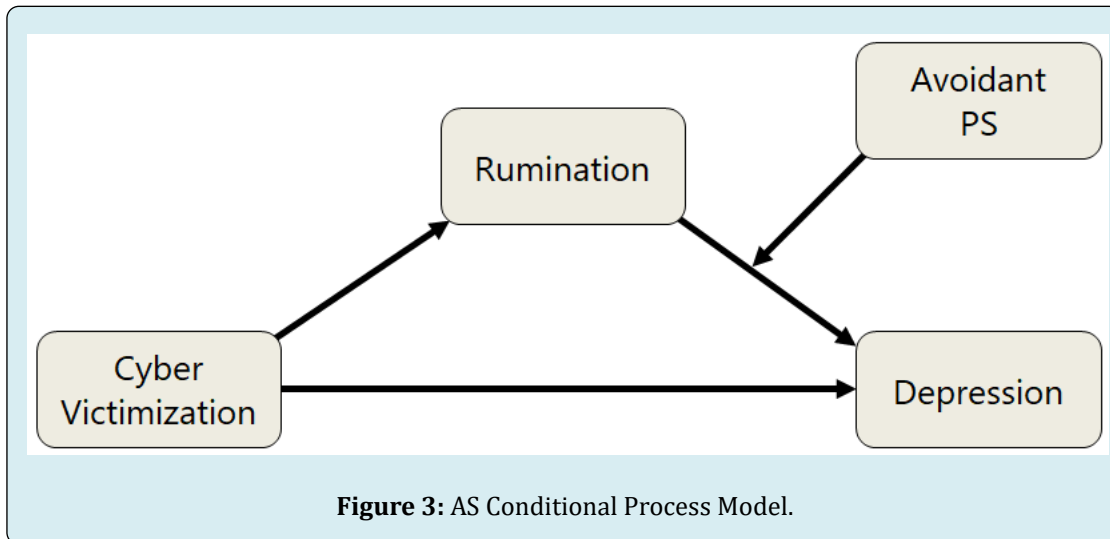 Avoidant
PS
Rumination
Cyber
Victimization
Depression
Figure 3: AS Conditional Process Model.